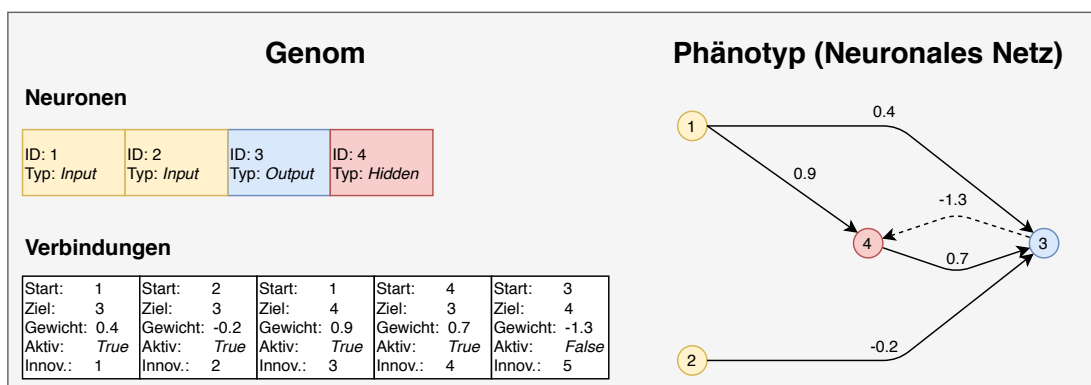 Genom
Neuronen
ID: 1 ID: 2 ID: 3 ID: 4
Typ: Input Typ: Input Typ: Output Typ: Hidden
Verbindungen
Start: 1 Start: 2 Start: 1 Start: 4 Start: 3
Ziel: 3 Ziel: 3 Ziel: 4 Ziel: 3 Ziel: 4
Gewicht: 0.4 Gewicht: -0.2 Gewicht: 0.9 Gewicht: 0.7 Gewicht: -1.3
Aktiv: True Aktiv: True Aktiv: True Aktiv: True Aktiv: False
Innov.: 1 Innov.: 2 Innov.: 3 Innov.: 4 Innov.: 5
Phänotyp (Neuronales Netz)
0.4
1
0.9
-1.3
4
3
0.7
-0.2
2